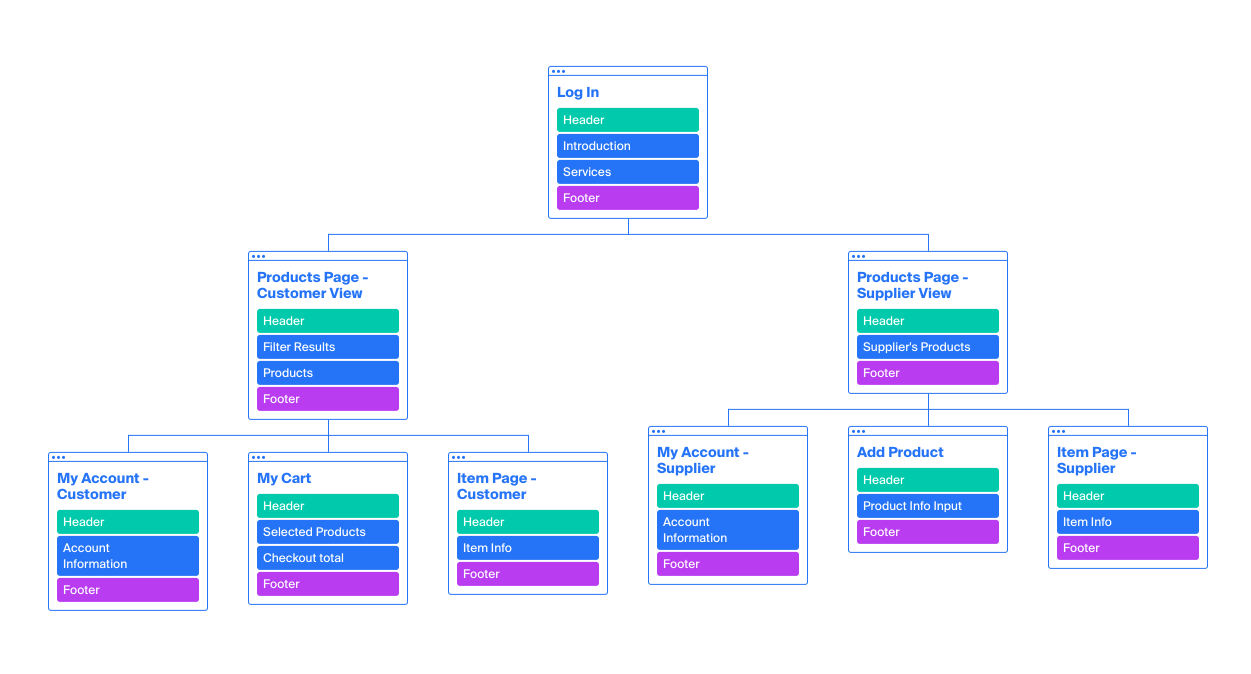 Log In
Header
Introduction
Services
Footer
Products Page -
Customer View
Header
Filter Results
Products
Footer
Products Page -
Supplier View
Header
Supplier's Products
Footer
My Account -
Customer
Header
Account
Information
Footer
My Cart
Header
Selected Products
Checkout total
Footer
Item Page -
Customer
Header
Item Info
Footer
My Account -
Supplier
Header
Account
Information
Footer
Add Product
Header
Product Info Input
Footer
Item Page -
Supplier
Header
Item Info
Footer